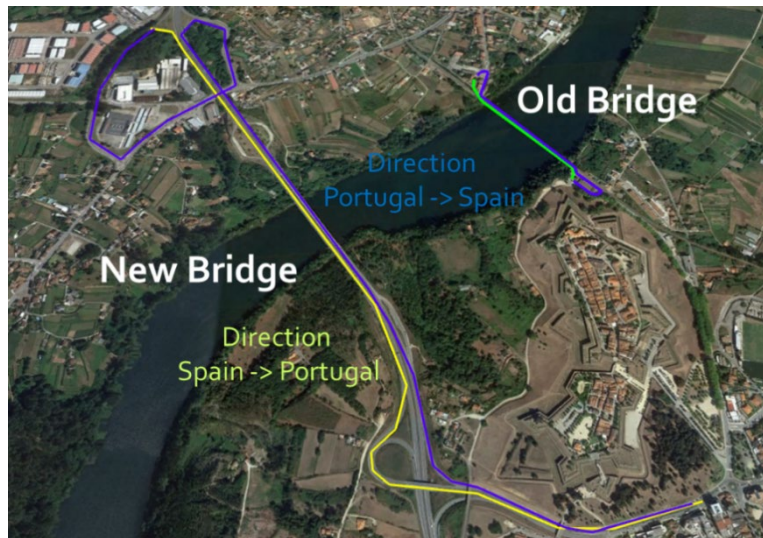 Old Bridge
Direction
Portugal -> Spain
New Bridge
Direction
Spain -> Portugal